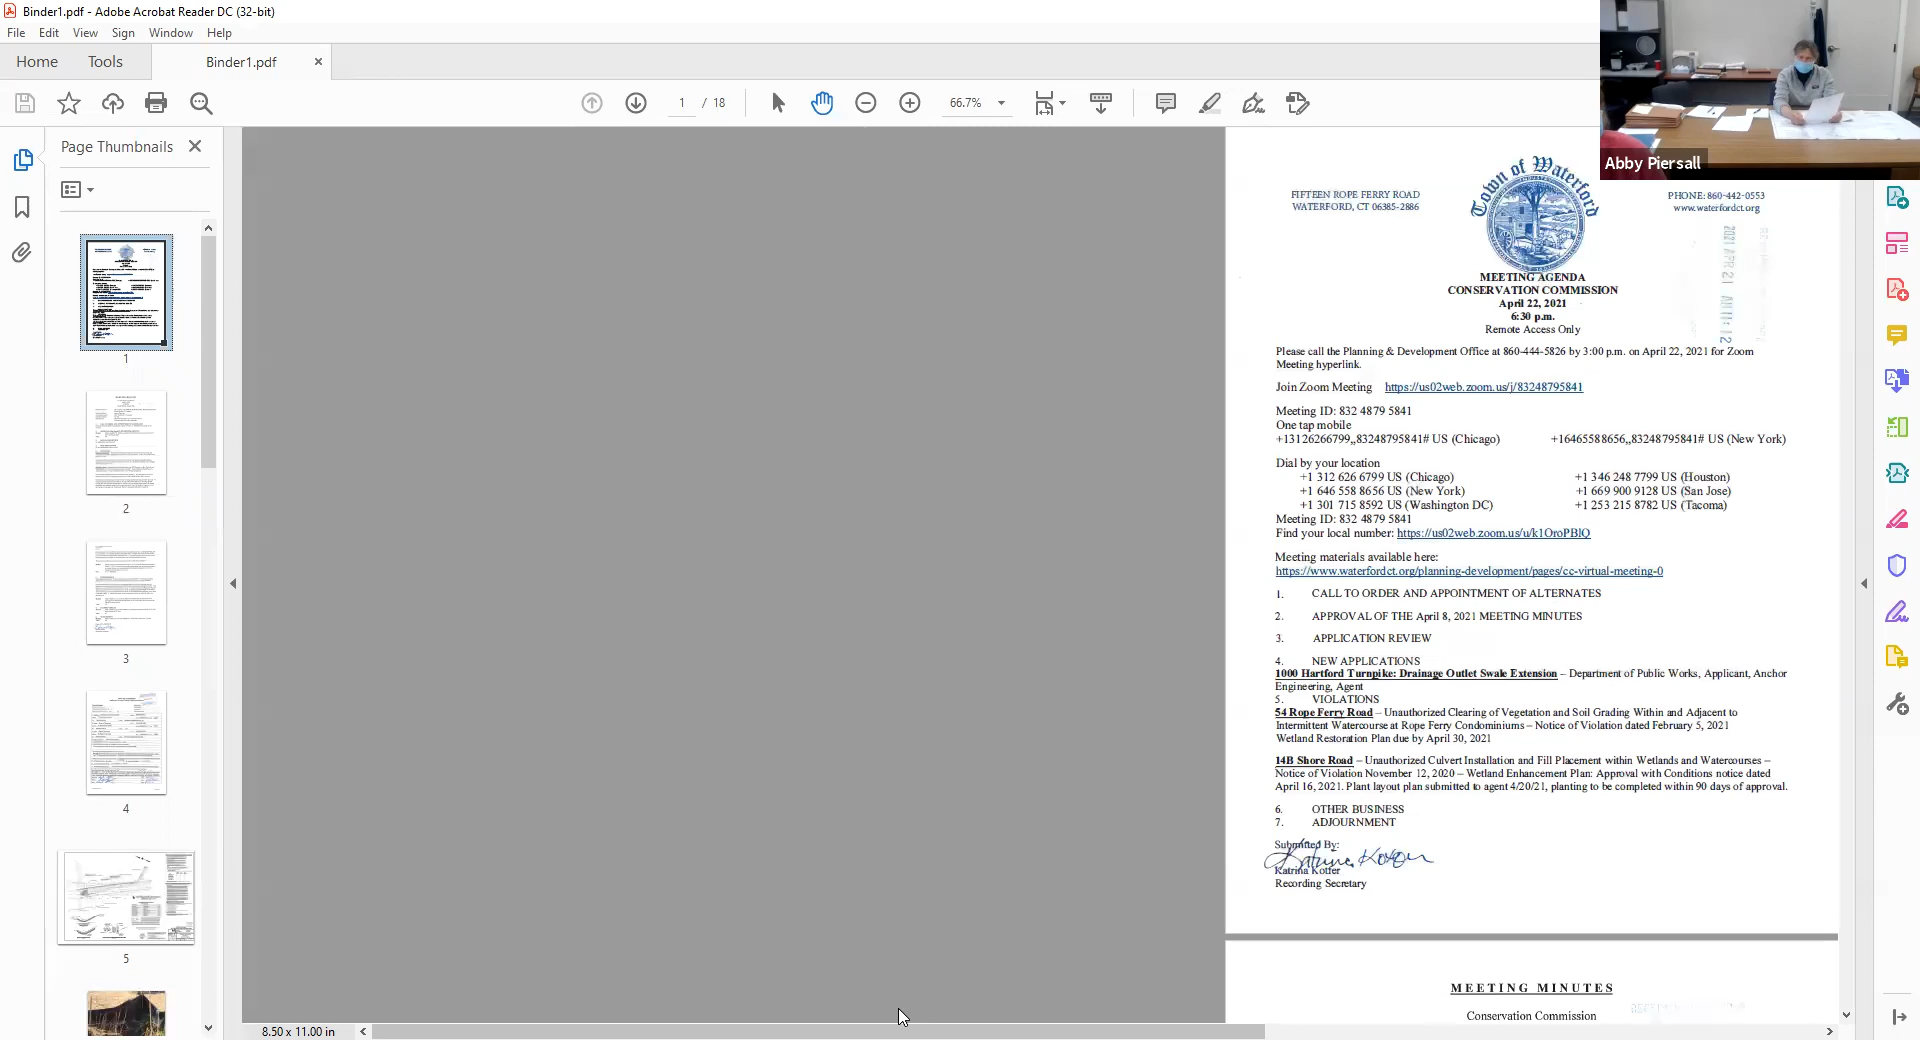 Binder1.pdf - Adobe Acrobat Reader DC (32-bit)
File Edit View Sign Window Help
Home Tools Binder1.pdf
1 / 18 66.7%
Abby Piersall
Page Thumbnails
1
2
3
4
5
8.50 x 11.00 in
FIFTEEN ROPE FERRY ROAD
WATERFORD, CT 06385-2886
Town of Waterford
PHONE: 860-442-0553
www.waterfordct.org
MEETING AGENDA
CONSERVATION COMMISSION
April 22, 2021
6:30 p.m.
Remote Access Only
Please call the Planning & Development Office at 860-444-5826 by 3:00 p.m. on April 22, 2021 for Zoom
Meeting hyperlink.
Join Zoom Meeting https://us02web.zoom.us/j/83248795841
Meeting ID: 832 4879 5841
One tap mobile
+13126266799,,83248795841# US (Chicago) +16465588656,,83248795841# US (New York)
Dial by your location
+1 312 626 6799 US (Chicago) +1 346 248 7799 US (Houston)
+1 646 558 8656 US (New York) +1 669 900 9128 US (San Jose)
+1 301 715 8592 US (Washington DC) +1 253 215 8782 US (Tacoma)
Meeting ID: 832 4879 5841
Find your local number: https://us02web.zoom.us/u/k1OroPBlQ
Meeting materials available here:
https://www.waterfordct.org/planning-development/pages/cc-virtual-meeting-0
1. CALL TO ORDER AND APPOINTMENT OF ALTERNATES
2. APPROVAL OF THE April 8, 2021 MEETING MINUTES
3. APPLICATION REVIEW
4. NEW APPLICATIONS
1000 Hartford Turnpike: Drainage Outlet Swale Extension – Department of Public Works, Applicant, Anchor
Engineering, Agent
5. VIOLATIONS
54 Rope Ferry Road – Unauthorized Clearing of Vegetation and Soil Grading Within and Adjacent to
Intermittent Watercourse at Rope Ferry Condominiums – Notice of Violation dated February 5, 2021
Wetland Restoration Plan due by April 30, 2021
14B Shore Road – Unauthorized Culvert Installation and Fill Placement within Wetlands and Watercourses –
Notice of Violation November 12, 2020 – Wetland Enhancement Plan: Approval with Conditions notice dated
April 16, 2021. Plant layout plan submitted to agent 4/20/21, planting to be completed within 90 days of approval.
6. OTHER BUSINESS
7. ADJOURNMENT
Submitted By:
Katrina Kotfer
Recording Secretary
MEETING MINUTES
Conservation Commission